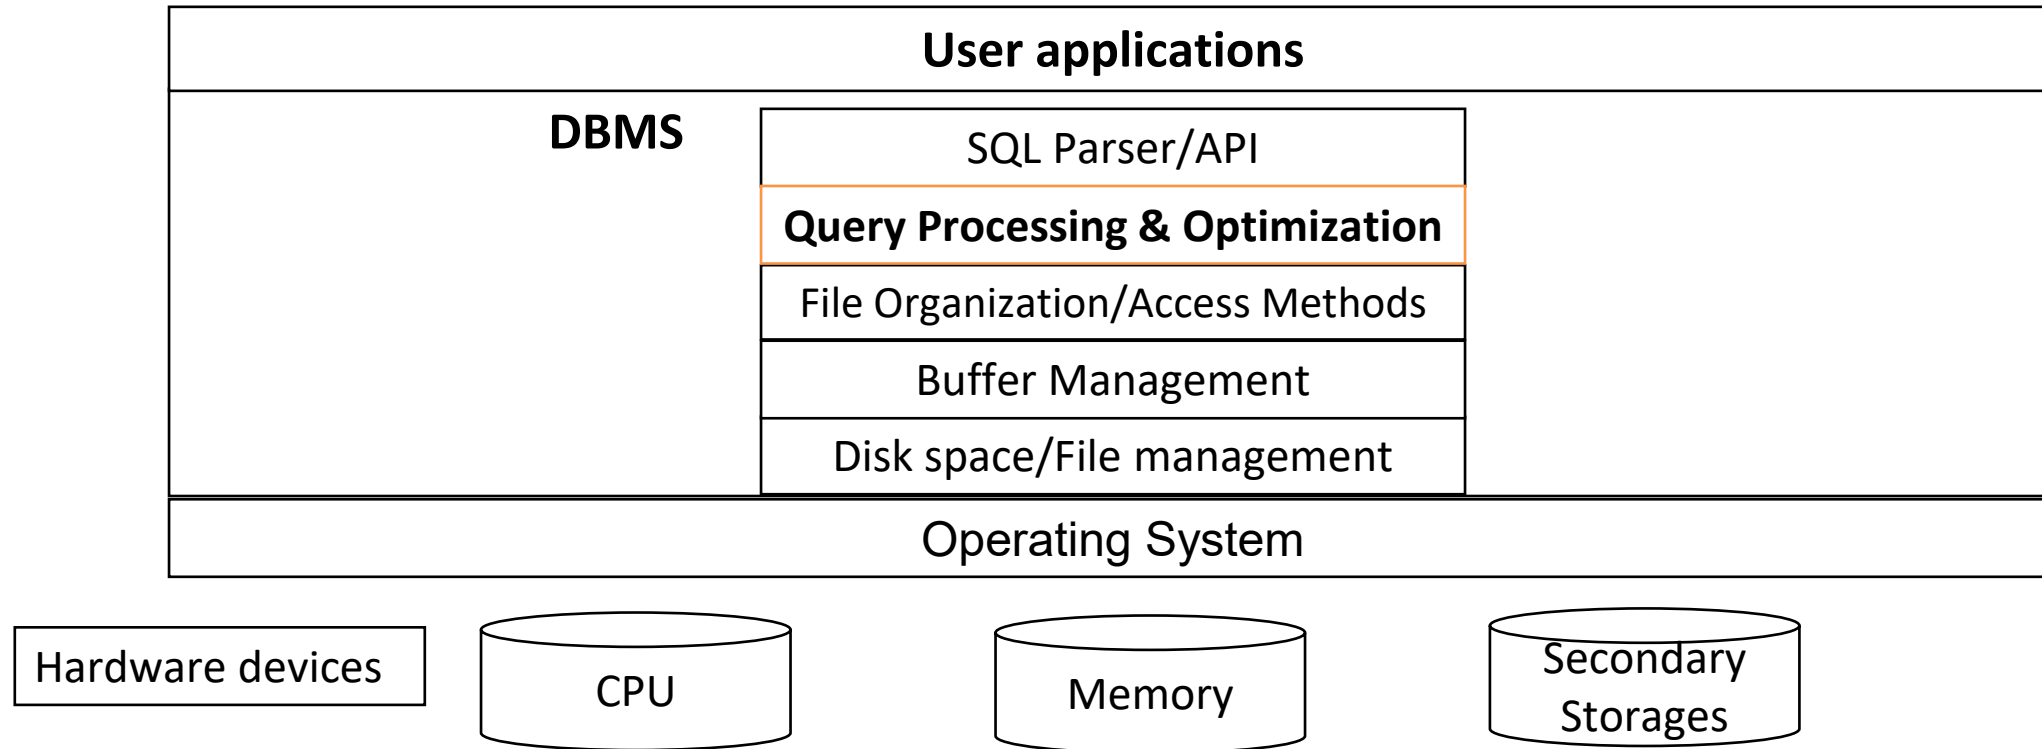 User applications
DBMS
SQL Parser/API
Query Processing & Optimization
File Organization/Access Methods
Buffer Management
Disk space/File management
Operating System
Hardware devices
CPU
Memory
Secondary
Storages